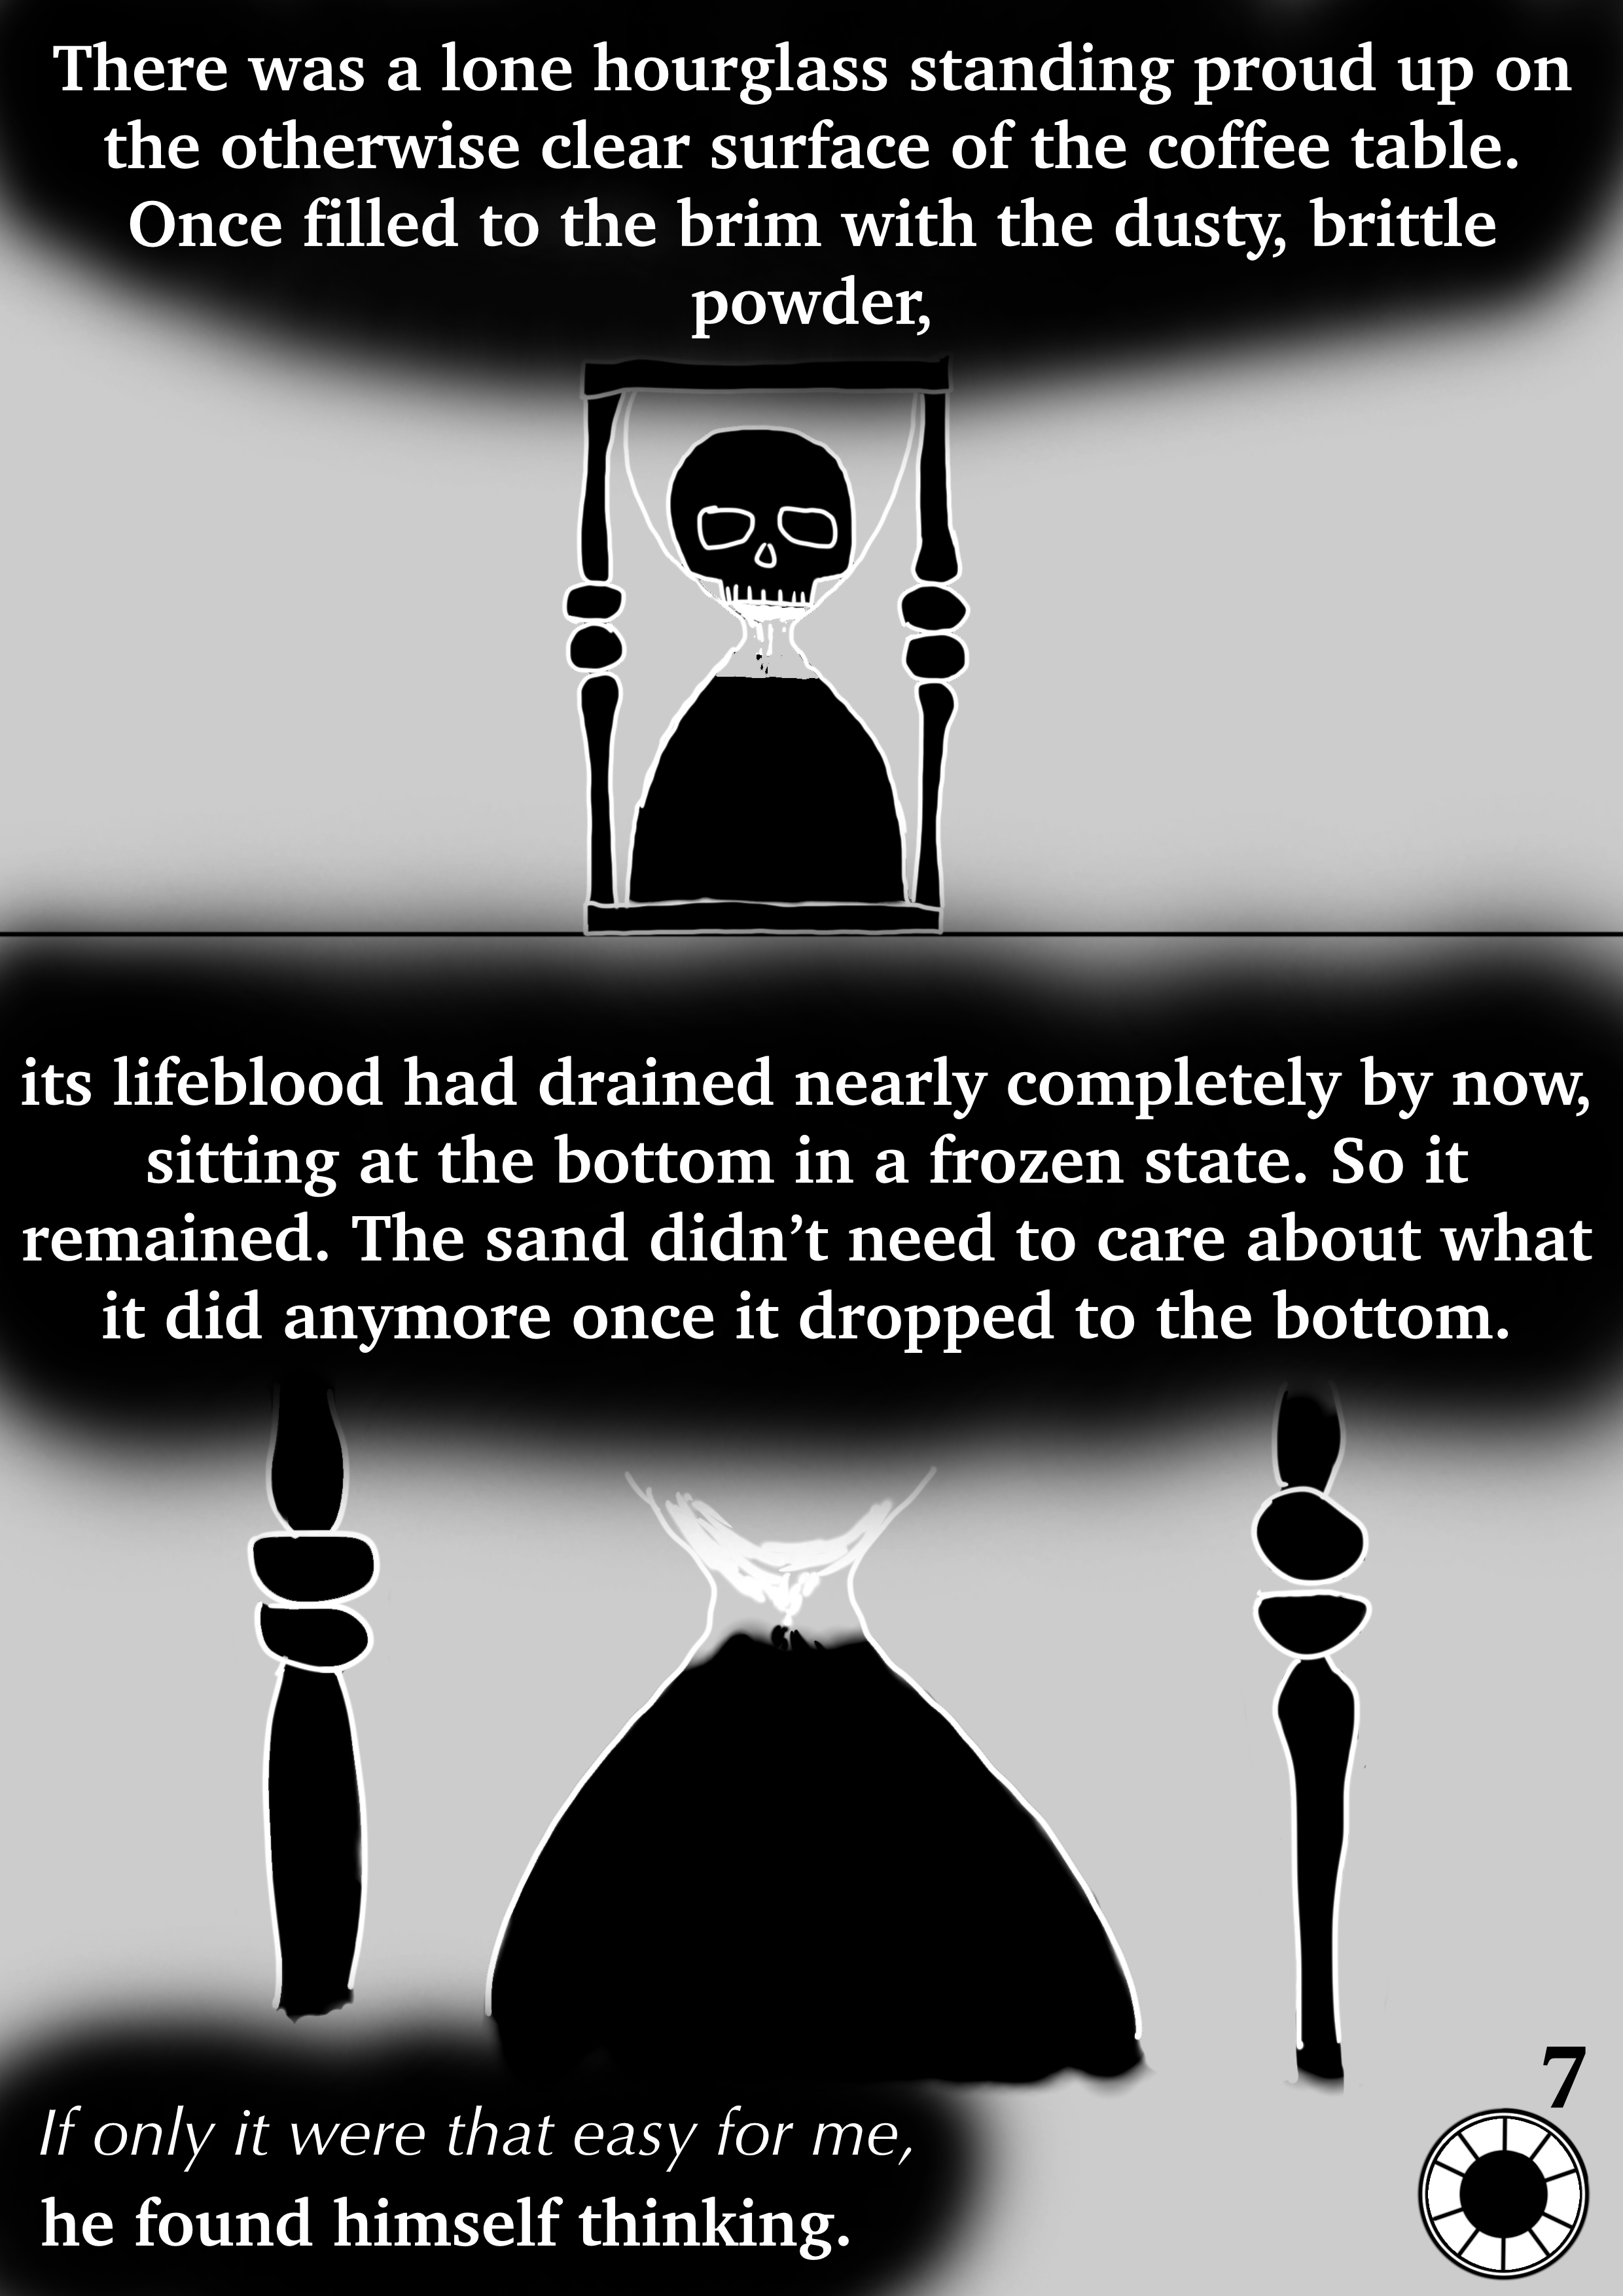 There was a lone hourglass standing proud up on
the otherwise clear surface of the coffee table.
Once filled to the brim with the dusty, brittle
powder,
its lifeblood had drained nearly completely by now,
sitting at the bottom in a frozen state. So it
remained. The sand didn’t need to care about what
it did anymore once it dropped to the bottom.
If only it were that easy for me,
he found himself thinking.
7